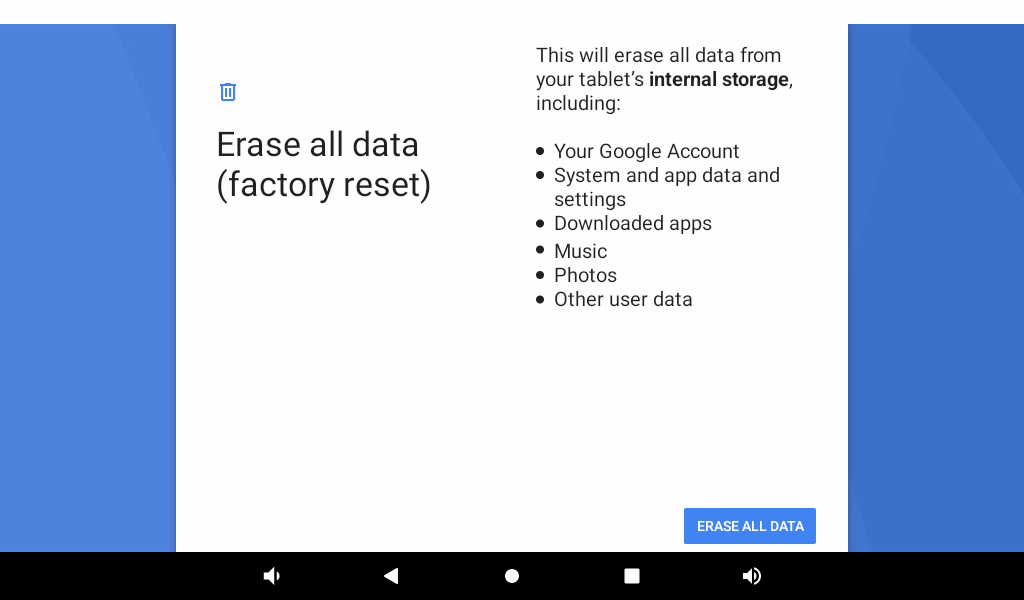 Erase all data
(factory reset)
This will erase all data from
your tablet’s internal storage,
including:
Your Google Account
System and app data and
settings
Downloaded apps
Music
Photos
Other user data
ERASE ALL DATA